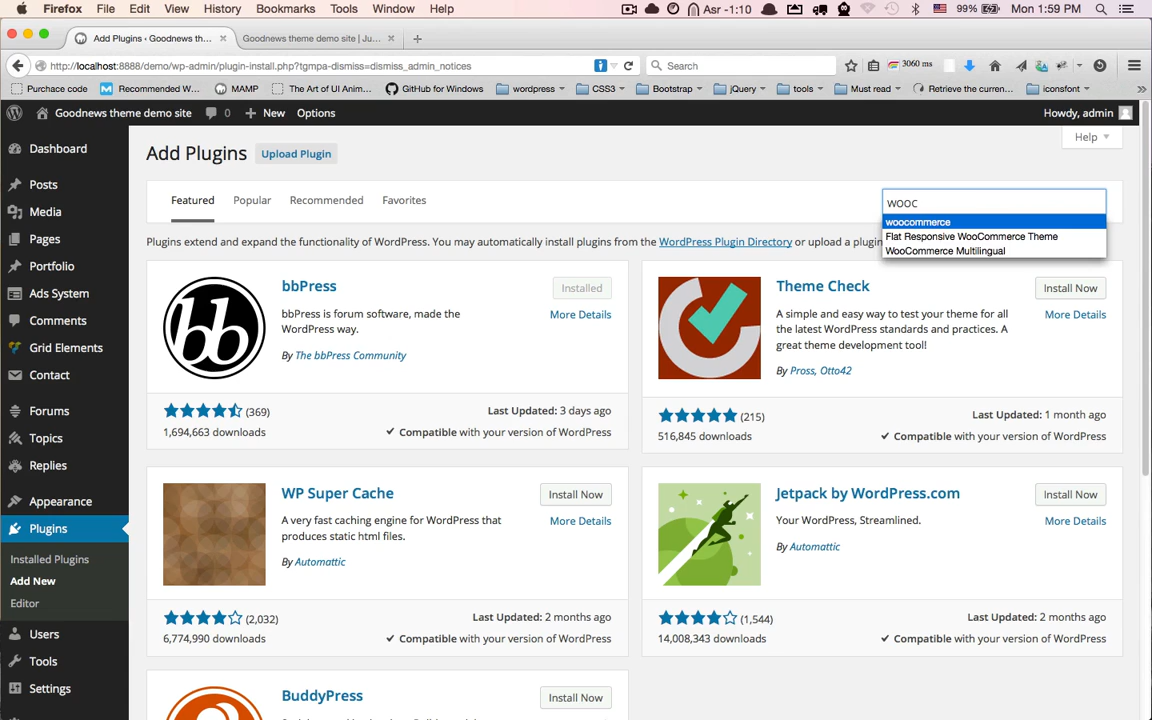 Firefox File Edit View History Bookmarks Tools Window Help Asr -1:10 99% Mon 1:59 PM
Add Plugins ‹ Goodnews th... × Goodnews theme demo site | Ju... × +
http://localhost:8888/demo/wp-admin/plugin-install.php?tgmpa-dismiss=dismiss_admin_notices Search 3060 ms
Purchace code Recommended W... MAMP The Art of UI Anim... GitHub for Windows wordpress CSS3 Bootstrap jQuery tools Must read Retrieve the curren... iconsfont »
Goodnews theme demo site 0 + New Options Howdy, admin
Help
Dashboard
Posts
Media
Pages
Portfolio
Ads System
Comments
Grid Elements
Contact
Forums
Topics
Replies
Appearance
Plugins
Installed Plugins
Add New
Editor
Users
Tools
Settings
Add Plugins Upload Plugin
Featured Popular Recommended Favorites
WOOC
woocommerce
Flat Responsive WooCommerce Theme
WooCommerce Multilingual
Plugins extend and expand the functionality of WordPress. You may automatically install plugins from the WordPress Plugin Directory or upload a plugin
bb
bbPress
Installed
bbPress is forum software, made the
WordPress way.
More Details
By The bbPress Community
(369)
1,694,663 downloads
Last Updated: 3 days ago
✔ Compatible with your version of WordPress
Theme Check
Install Now
A simple and easy way to test your theme for all
the latest WordPress standards and practices. A
great theme development tool!
More Details
By Pross, Otto42
(215)
516,845 downloads
Last Updated: 1 month ago
✔ Compatible with your version of WordPress
WP Super Cache
Install Now
A very fast caching engine for WordPress that
produces static html files.
More Details
By Automattic
(2,032)
6,774,990 downloads
Last Updated: 2 months ago
✔ Compatible with your version of WordPress
Jetpack by WordPress.com
Install Now
Your WordPress, Streamlined.
More Details
By Automattic
(1,544)
14,008,343 downloads
Last Updated: 2 months ago
✔ Compatible with your version of WordPress
BuddyPress
Install Now